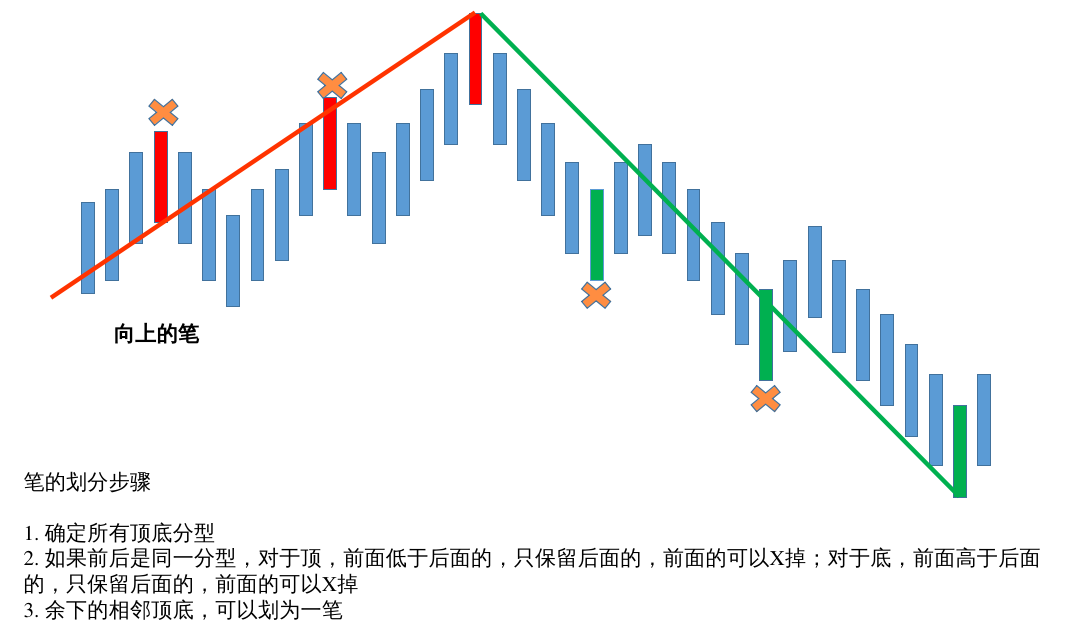 向上的笔
笔的划分步骤
1. 确定所有顶底分型
2. 如果前后是同一分型，对于顶，前面低于后面的，只保留后面的，前面的可以X掉；对于底，前面高于后面
的，只保留后面的，前面的可以X掉
3. 余下的相邻顶底，可以划为一笔